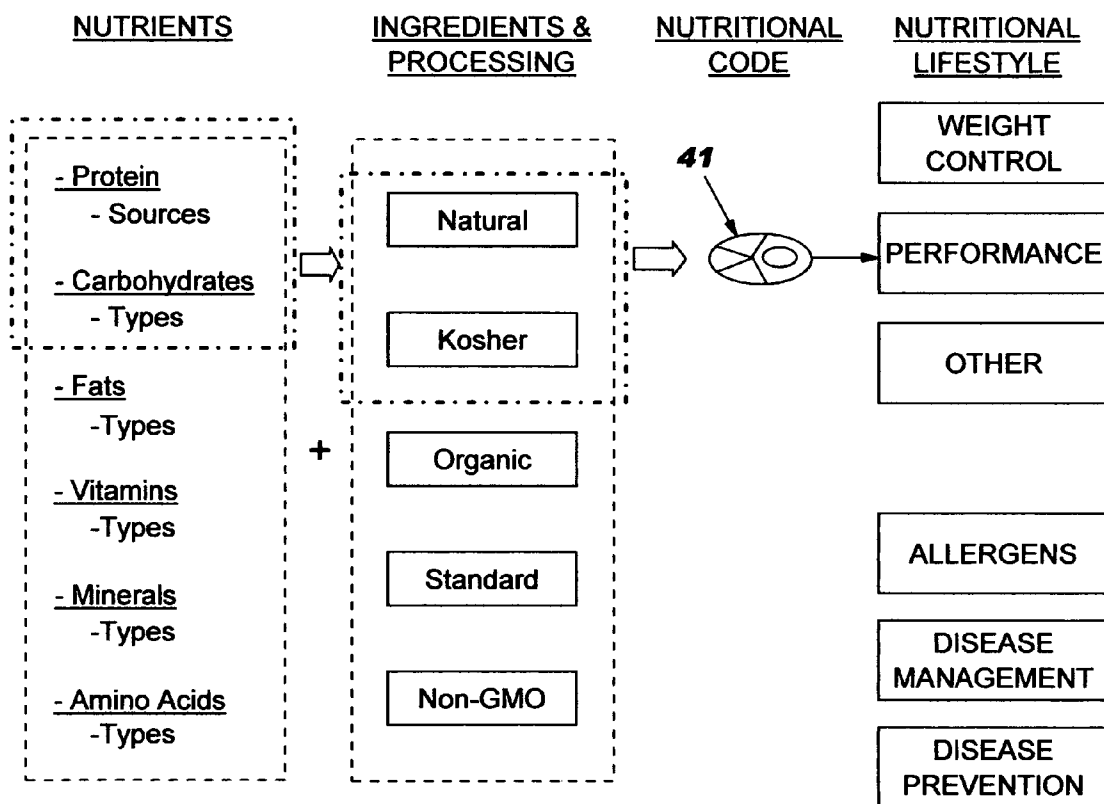 NUTRIENTS
INGREDIENTS &
PROCESSING
NUTRITIONAL
CODE
NUTRITIONAL
LIFESTYLE
- Protein
- Sources
- Carbohydrates
- Types
- Fats
-Types
- Vitamins
-Types
- Minerals
-Types
- Amino Acids
-Types
+
Natural
Kosher
Organic
Standard
Non-GMO
41
WEIGHT
CONTROL
PERFORMANCE
OTHER
ALLERGENS
DISEASE
MANAGEMENT
DISEASE
PREVENTION